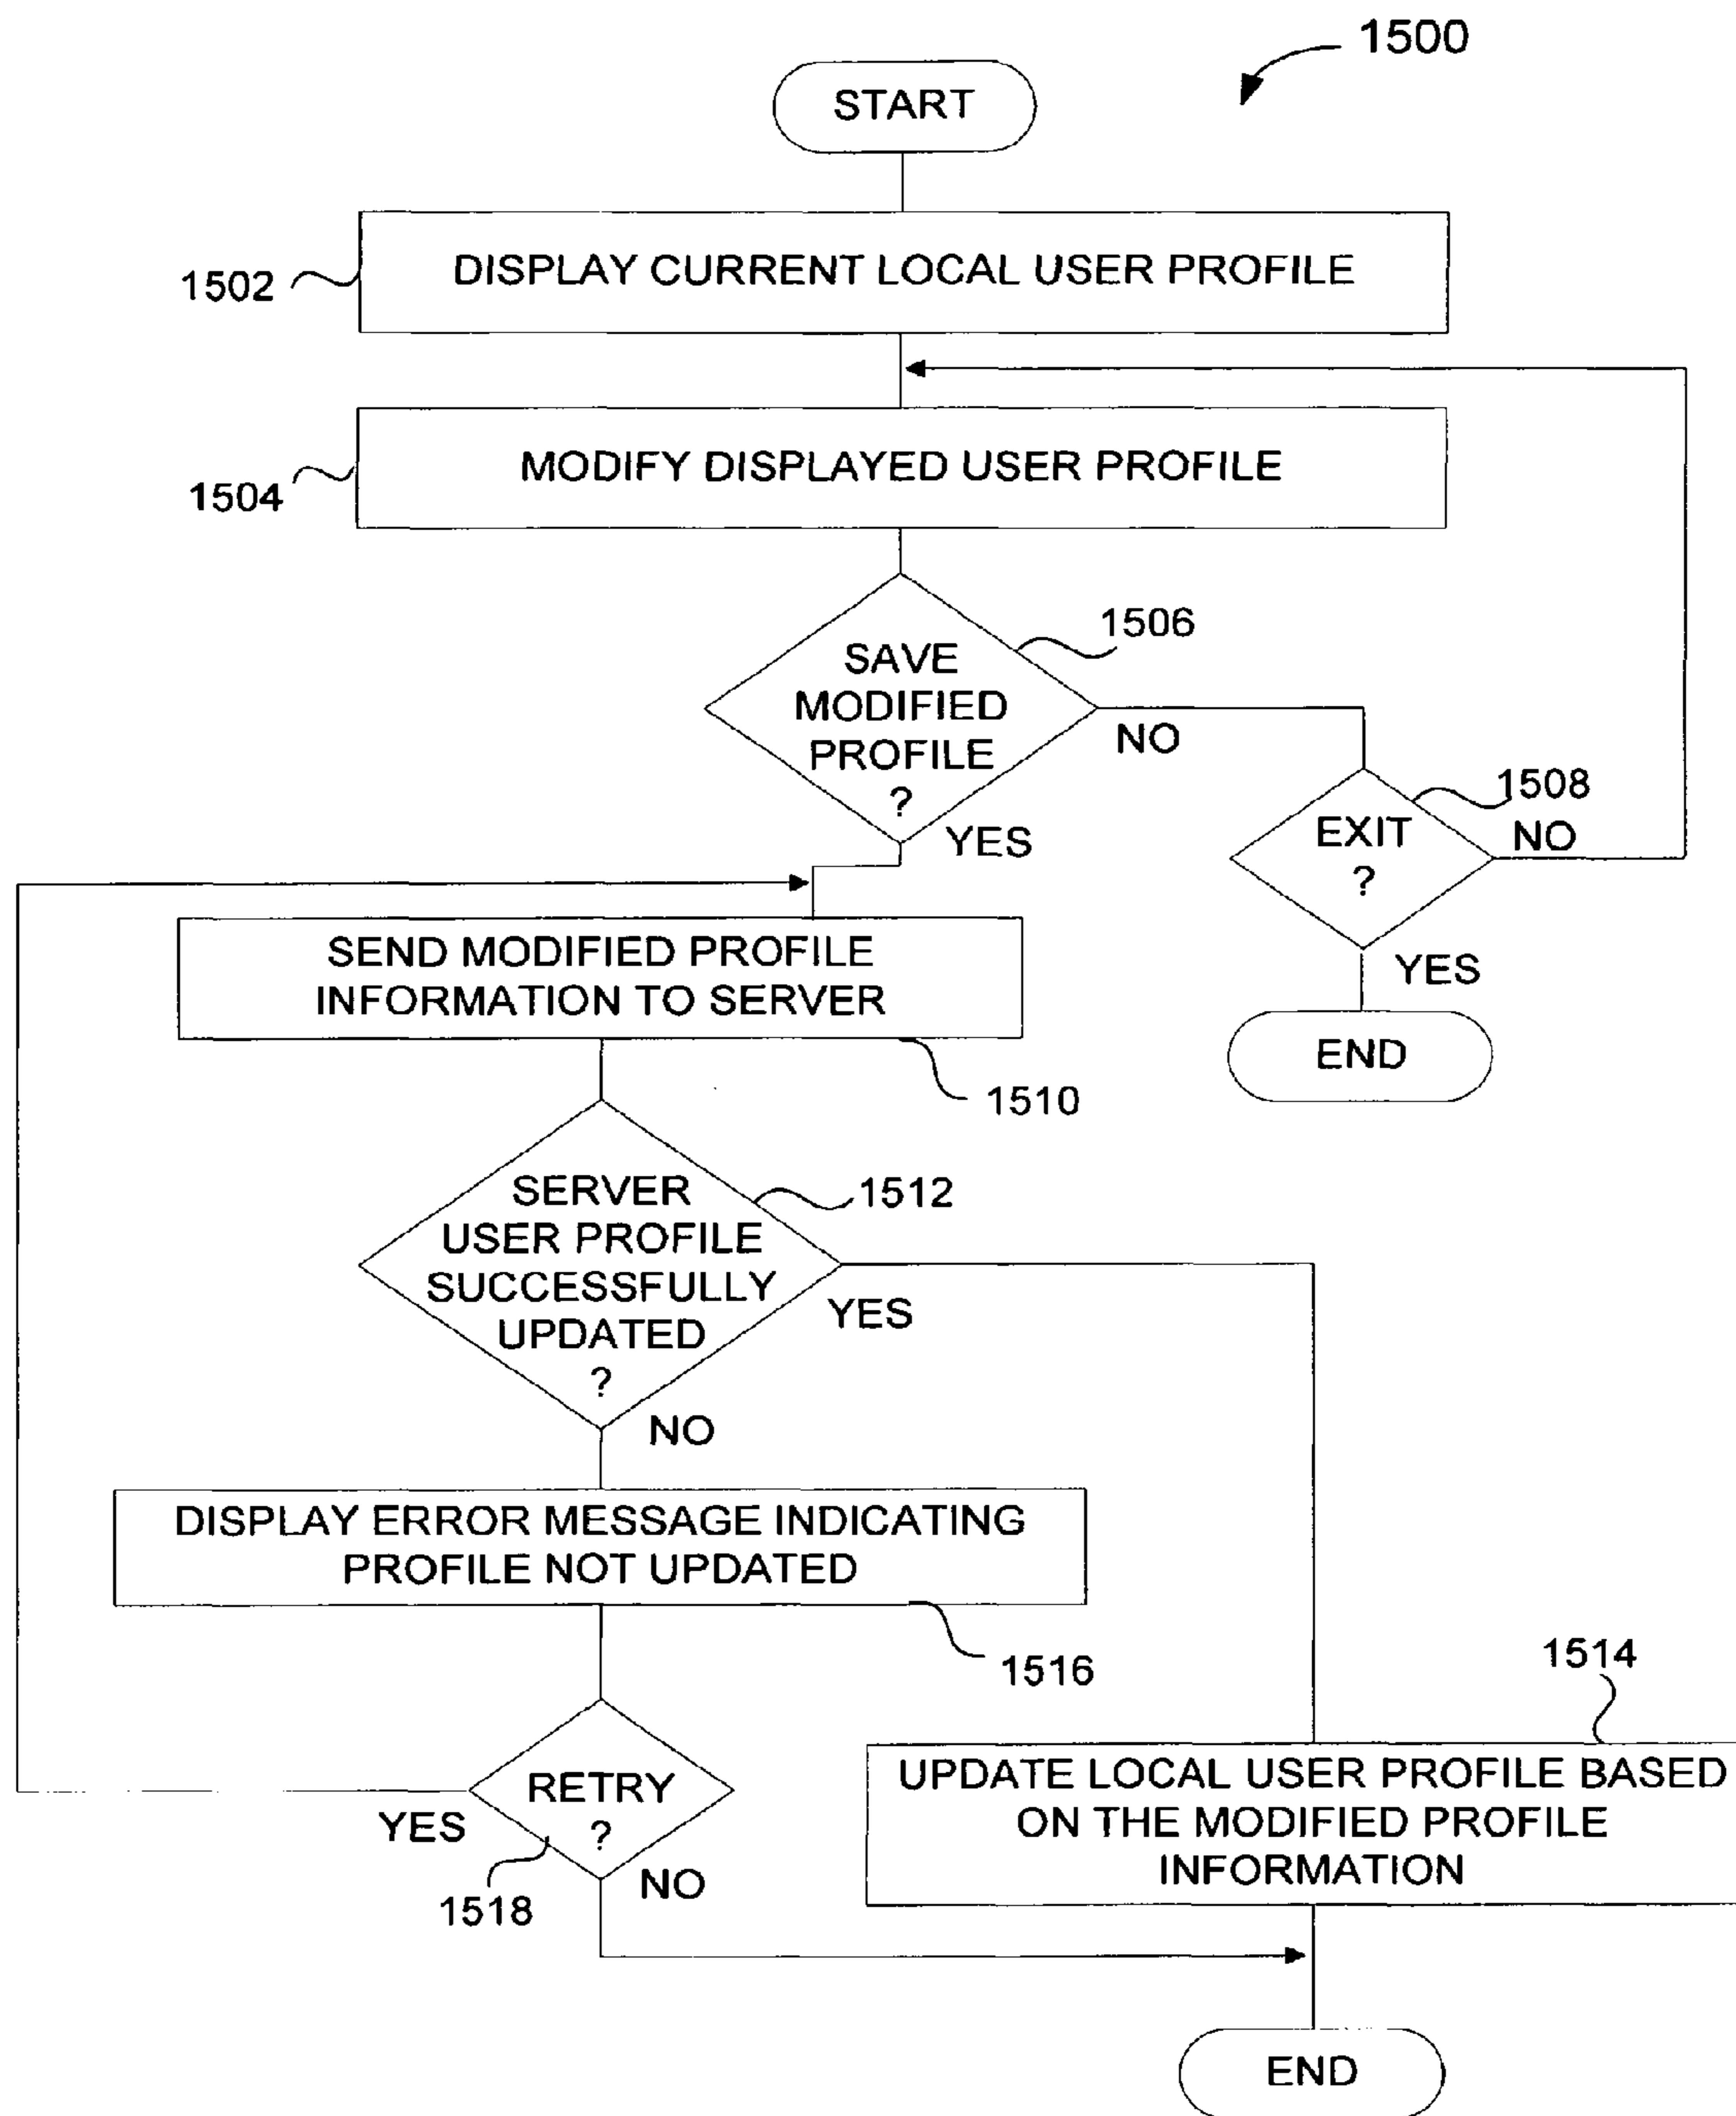 1500
START
1502
DISPLAY CURRENT LOCAL USER PROFILE
1504
MODIFY DISPLAYED USER PROFILE
1506
SAVE
MODIFIED
PROFILE
?
NO
YES
1508
EXIT
?
NO
YES
END
SEND MODIFIED PROFILE
INFORMATION TO SERVER
1510
SERVER
USER PROFILE
SUCCESSFULLY
UPDATED
?
1512
YES
NO
DISPLAY ERROR MESSAGE INDICATING
PROFILE NOT UPDATED
1516
RETRY
?
YES
NO
1518
1514
UPDATE LOCAL USER PROFILE BASED
ON THE MODIFIED PROFILE
INFORMATION
END